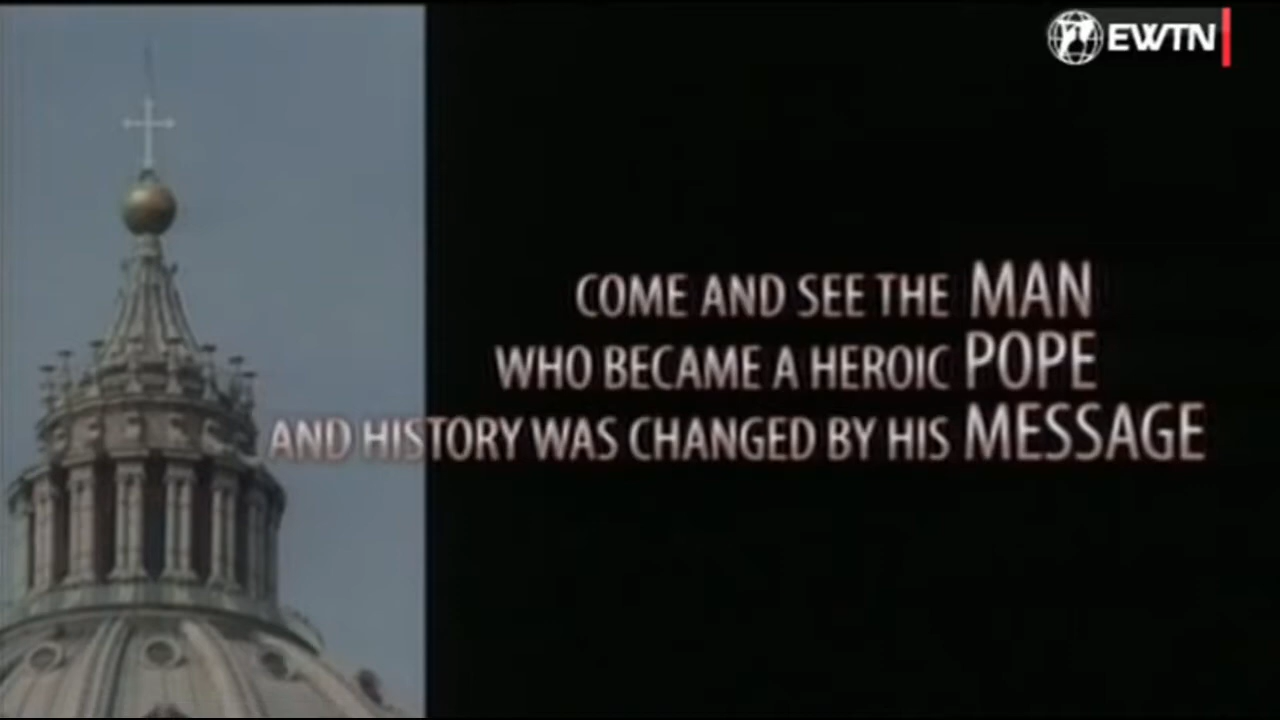 EWTN
COME AND SEE THE MAN
WHO BECAME A HEROIC POPE
AND HISTORY WAS CHANGED BY HIS MESSAGE